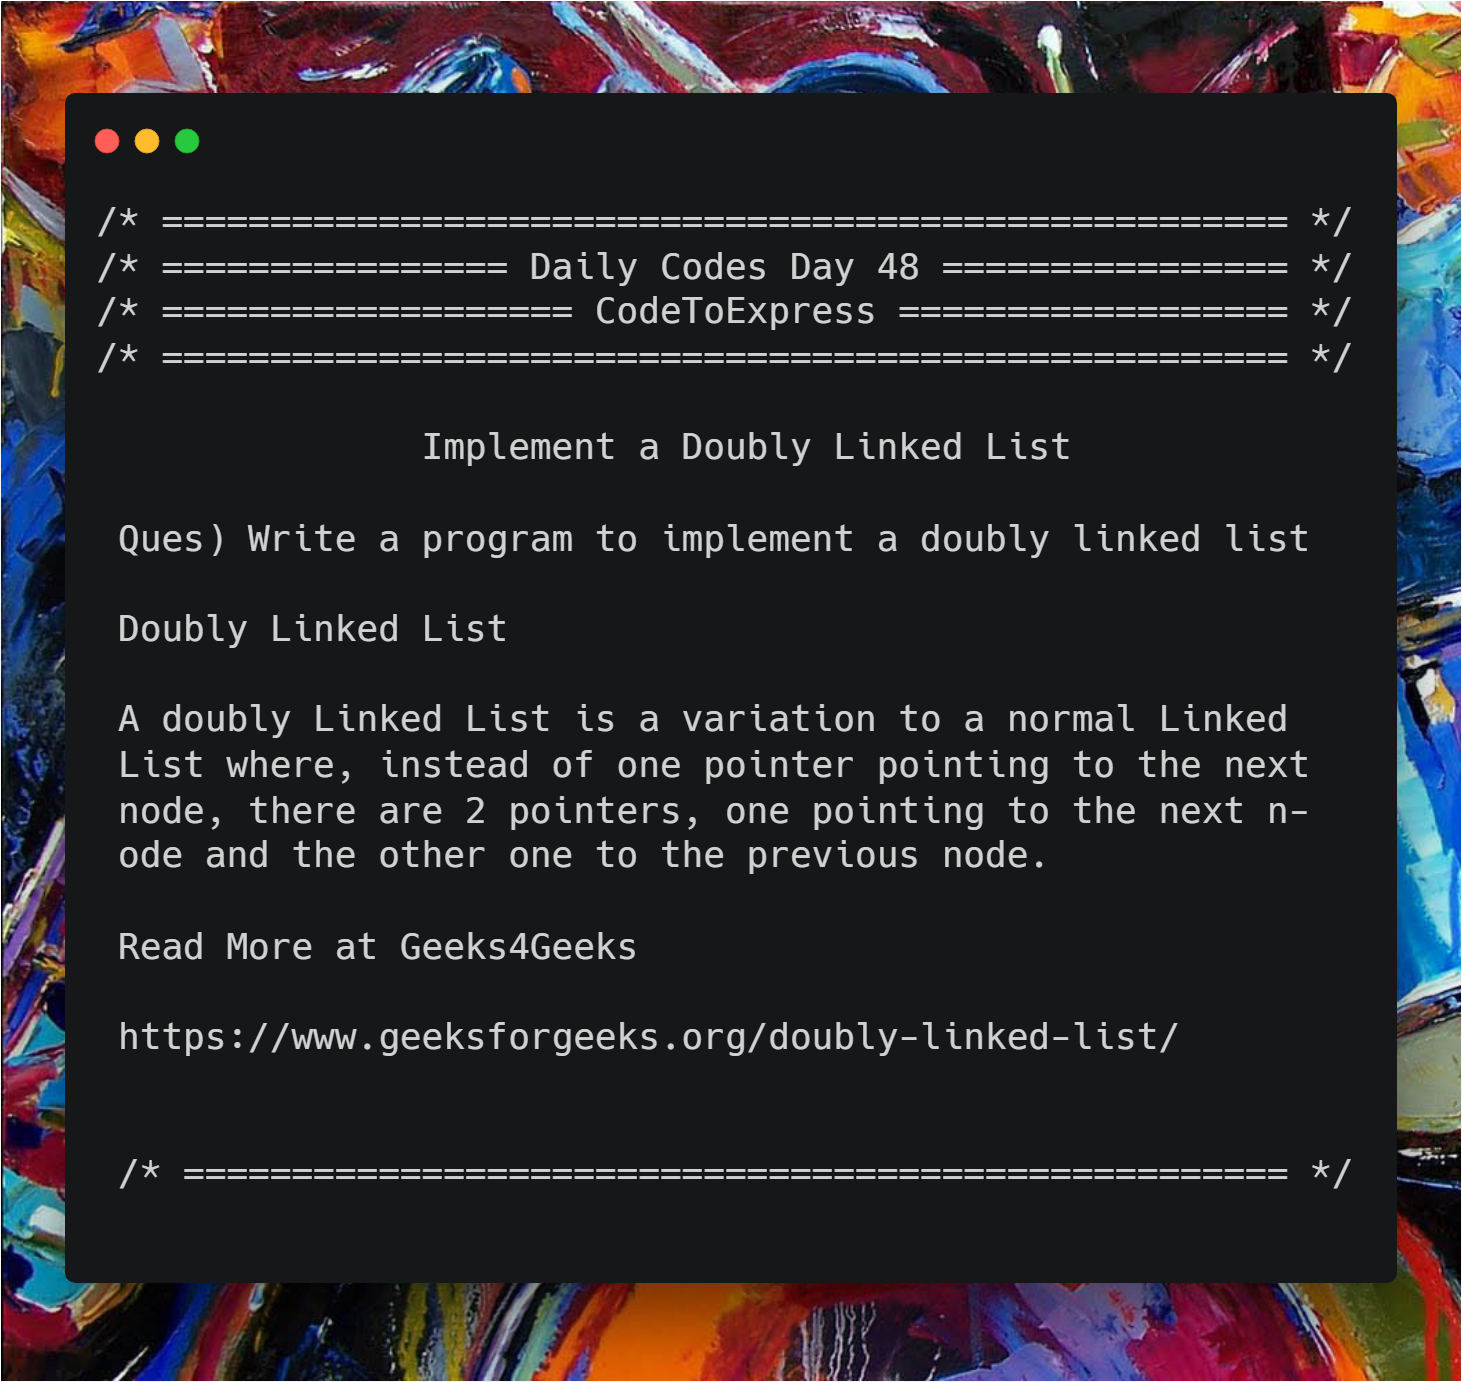 /* ==================================================== */
/* ================ Daily Codes Day 48 ================ */
/* =================== CodeToExpress ================== */
/* ==================================================== */
Implement a Doubly Linked List
Ques) Write a program to implement a doubly linked list
Doubly Linked List
A doubly Linked List is a variation to a normal Linked
List where, instead of one pointer pointing to the next
node, there are 2 pointers, one pointing to the next n-
ode and the other one to the previous node.
Read More at Geeks4Geeks
https://www.geeksforgeeks.org/doubly-linked-list/
/* =================================================== */